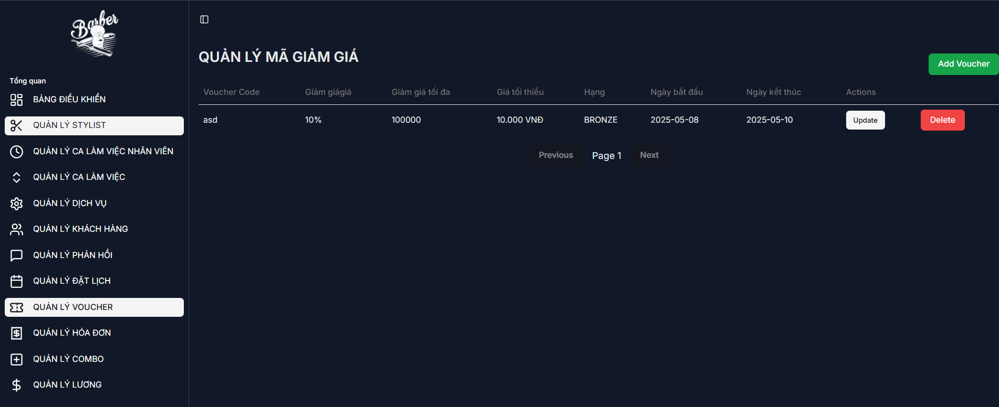 Barber
Tổng quan
BẢNG ĐIỀU KHIỂN
QUẢN LÝ STYLIST
QUẢN LÝ CA LÀM VIỆC NHÂN VIÊN
QUẢN LÝ CA LÀM VIỆC
QUẢN LÝ DỊCH VỤ
QUẢN LÝ KHÁCH HÀNG
QUẢN LÝ PHẢN HỒI
QUẢN LÝ ĐẶT LỊCH
QUẢN LÝ VOUCHER
QUẢN LÝ HÓA ĐƠN
QUẢN LÝ COMBO
QUẢN LÝ LƯƠNG
QUẢN LÝ MÃ GIẢM GIÁ
Add Voucher
Voucher Code Giảm giágiá Giảm giá tối đa Giá tối thiểu Hạng Ngày bắt đầu Ngày kết thúc Actions
asd 10% 100000 10.000 VNĐ BRONZE 2025-05-08 2025-05-10 Update Delete
Previous Page 1 Next